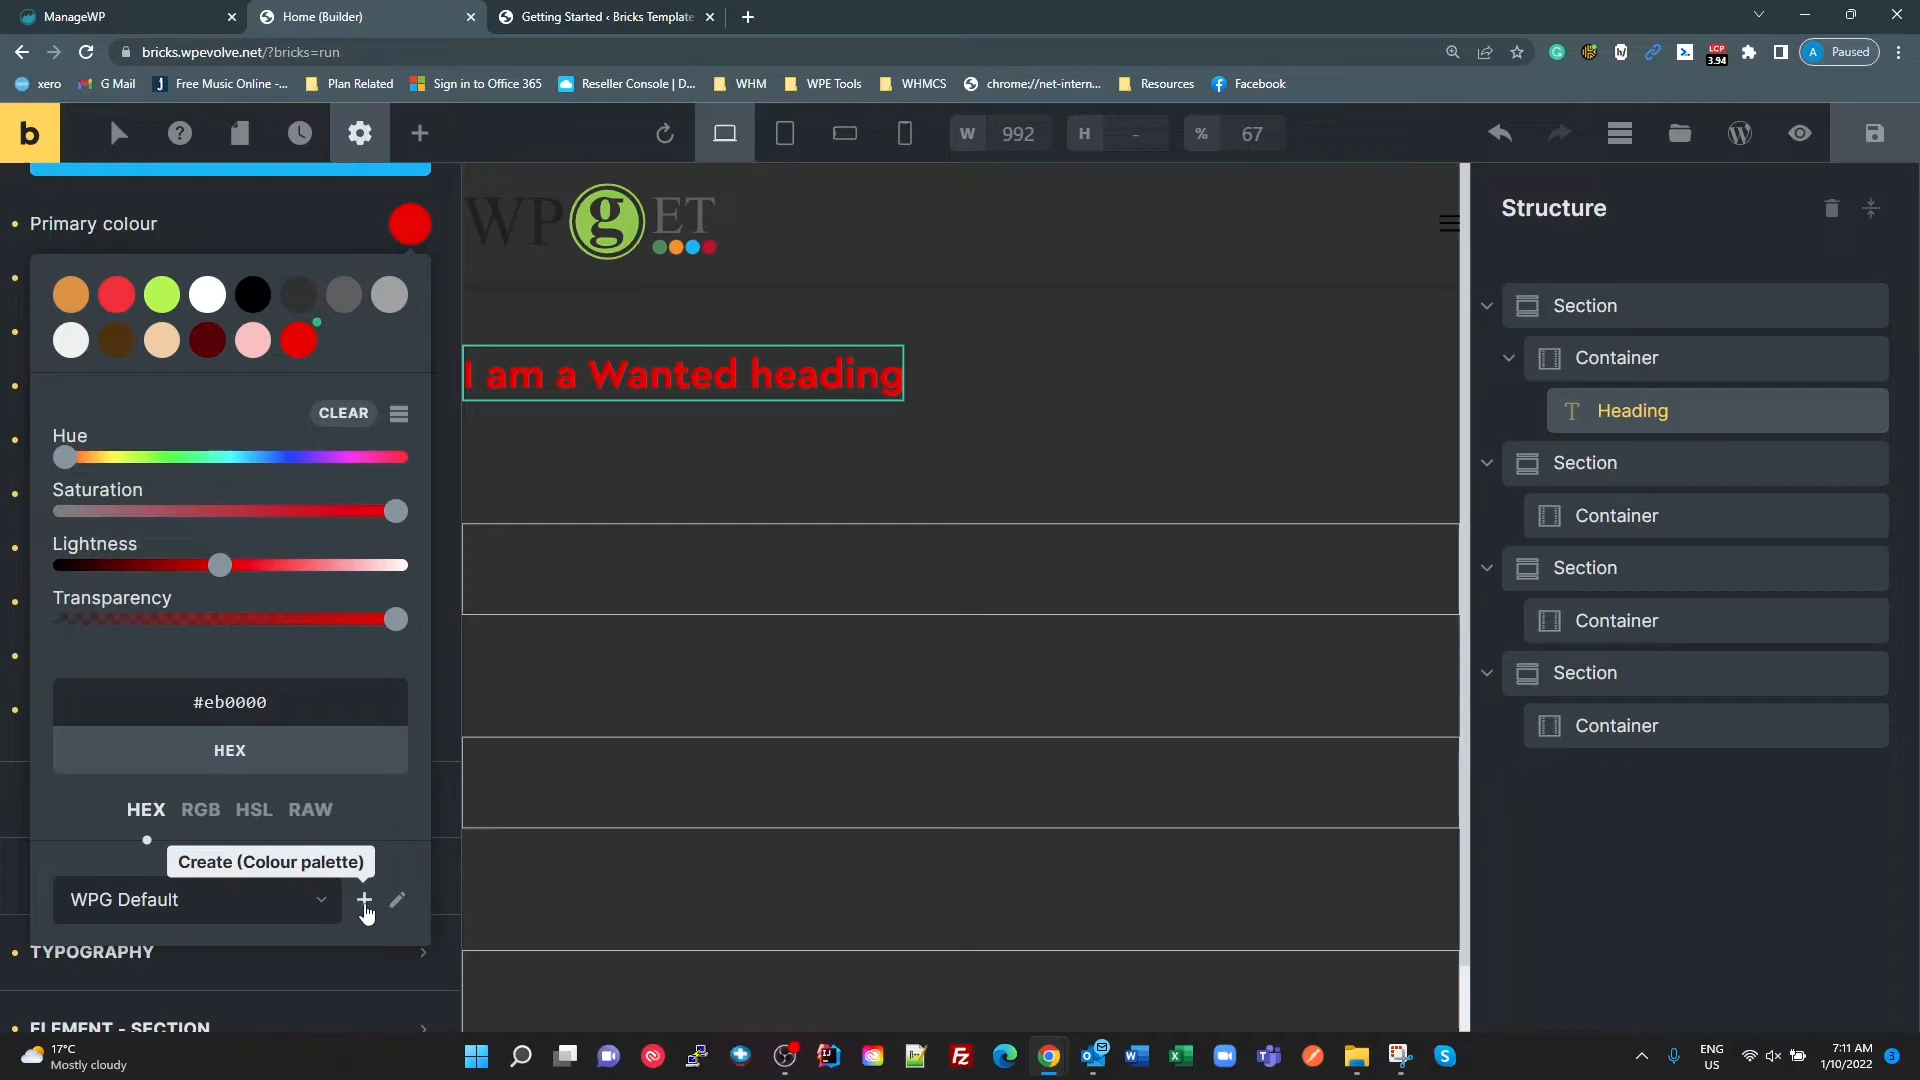 ManageWP
Home (Builder)
Getting Started ‹ Bricks Template
bricks.wpevolve.net/?bricks=run
LCP
3.94
A Paused
xero
G Mail
Free Music Online -...
Plan Related
Sign in to Office 365
Reseller Console | D...
WHM
WPE Tools
WHMCS
chrome://net-intern...
Resources
Facebook
b
W 992
H -
% 67
Primary colour
CLEAR
Hue
Saturation
Lightness
Transparency
#eb0000
HEX
HEX RGB HSL RAW
Create (Colour palette)
WPG Default
TYPOGRAPHY
ELEMENT - SECTION
WP g ET
I am a Wanted heading
Structure
Section
Container
Heading
Section
Container
Section
Container
Section
Container
17°C
Mostly cloudy
ENG
US
7:11 AM
1/10/2022
3